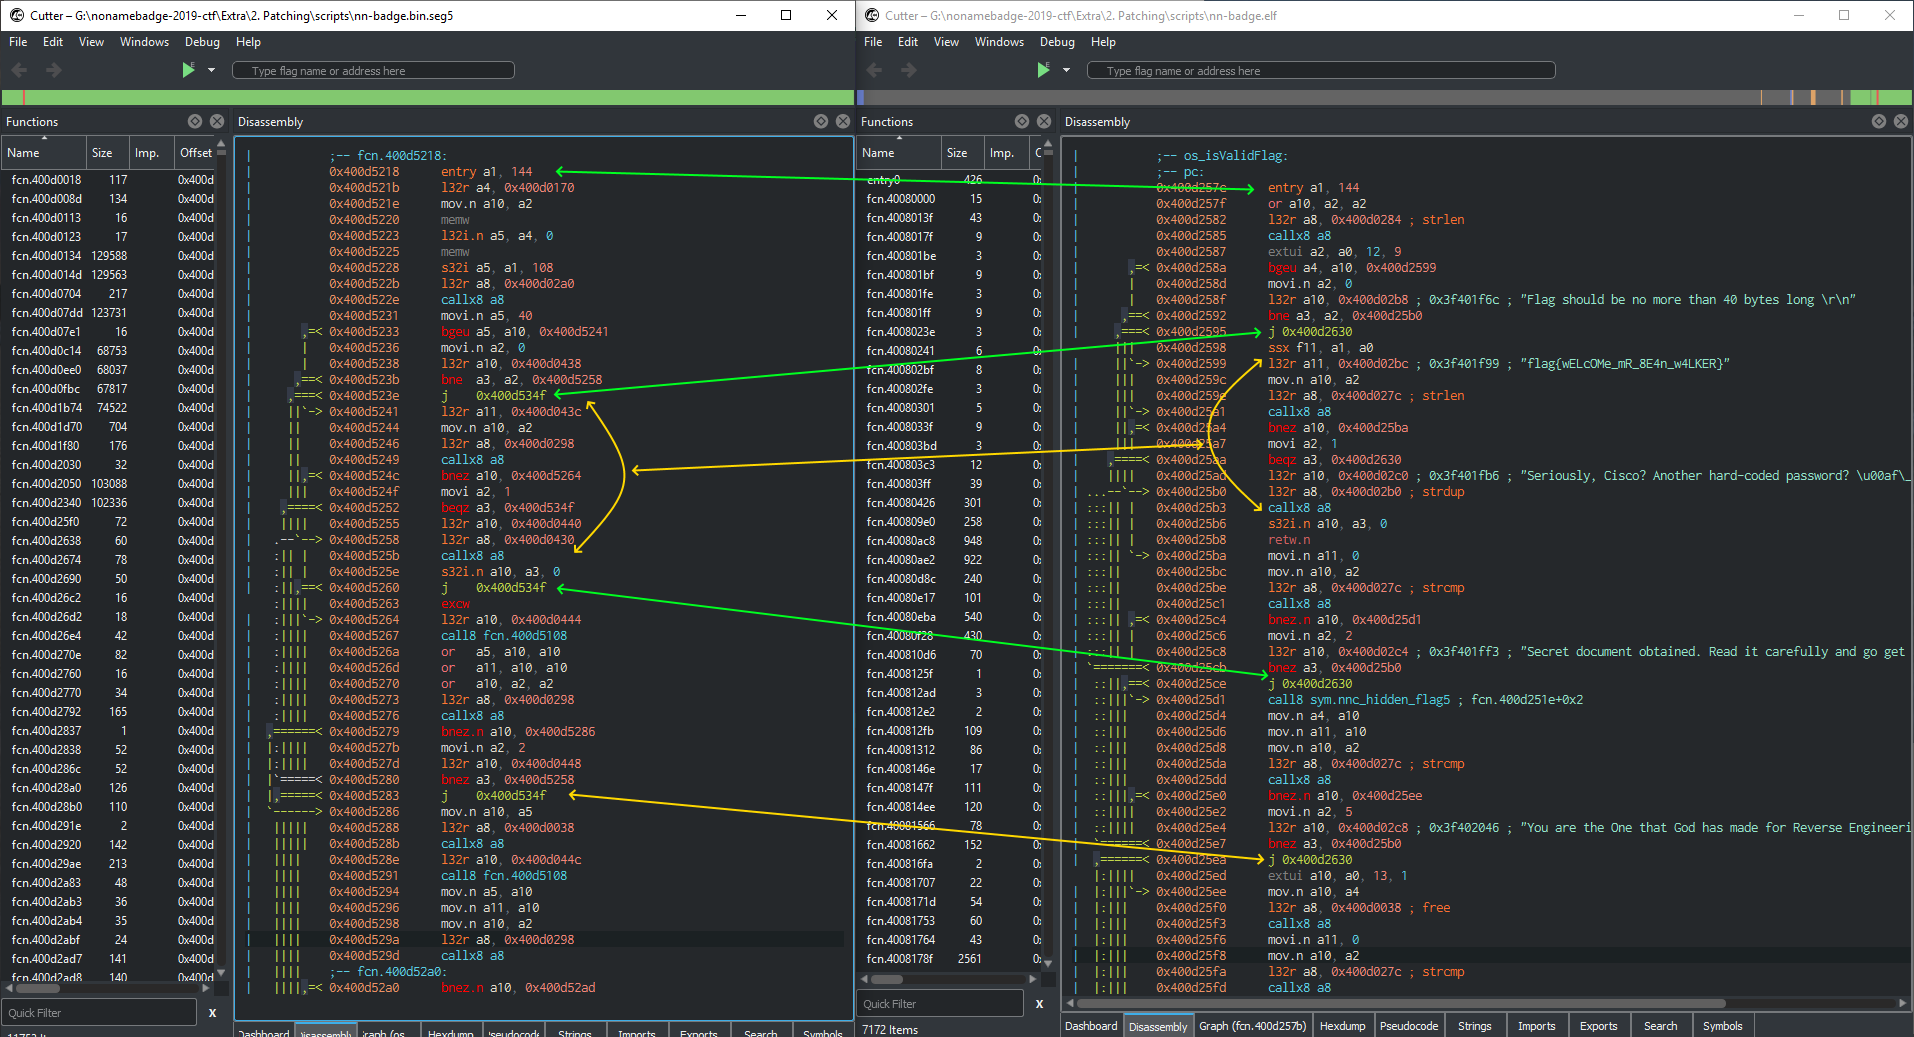 Cutter – G:\nonamebadge-2019-ctf\Extra\2. Patching\scripts\nn-badge.bin.seg5
File Edit View Windows Debug Help
Type flag name or address here
Functions
Name Size Imp. Offset
fcn.400d0018 117 0x400d
fcn.400d008d 134 0x400d
fcn.400d0113 16 0x400d
fcn.400d0123 17 0x400d
fcn.400d0134 129588 0x400d
fcn.400d014d 129563 0x400d
fcn.400d0704 217 0x400d
fcn.400d07dd 123731 0x400d
fcn.400d07e1 16 0x400d
fcn.400d0c14 68753 0x400d
fcn.400d0ee0 68037 0x400d
fcn.400d0fbc 67817 0x400d
fcn.400d1b74 74522 0x400d
fcn.400d1d70 704 0x400d
fcn.400d1f80 176 0x400d
fcn.400d2030 32 0x400d
fcn.400d2050 103088 0x400d
fcn.400d2340 102336 0x400d
fcn.400d25f0 72 0x400d
fcn.400d2638 60 0x400d
fcn.400d2674 78 0x400d
fcn.400d2690 50 0x400d
fcn.400d26c2 16 0x400d
fcn.400d26d2 18 0x400d
fcn.400d26e4 42 0x400d
fcn.400d270e 82 0x400d
fcn.400d2760 16 0x400d
fcn.400d2770 34 0x400d
fcn.400d2792 165 0x400d
fcn.400d2837 1 0x400d
fcn.400d2838 52 0x400d
fcn.400d286c 52 0x400d
fcn.400d28a0 126 0x400d
fcn.400d28b0 110 0x400d
fcn.400d291e 2 0x400d
fcn.400d2920 142 0x400d
fcn.400d29ae 213 0x400d
fcn.400d2a83 48 0x400d
fcn.400d2ab3 36 0x400d
fcn.400d2ab4 35 0x400d
fcn.400d2abf 24 0x400d
fcn.400d2ad7 141 0x400d
fcn.400d2ad8 140 0x400d
Quick Filter x
Disassembly
;-- fcn.400d5218:
0x400d5218 entry a1, 144
0x400d521b l32r a4, 0x400d0170
0x400d521e mov.n a10, a2
0x400d5220 memw
0x400d5223 l32i.n a5, a4, 0
0x400d5225 memw
0x400d5228 s32i a5, a1, 108
0x400d522b l32r a8, 0x400d02a0
0x400d522e callx8 a8
0x400d5231 movi.n a5, 40
0x400d5233 bgeu a5, a10, 0x400d5241
0x400d5236 movi.n a2, 0
0x400d5238 l32r a10, 0x400d0438
0x400d523b bne a3, a2, 0x400d5258
0x400d523e j 0x400d534f
0x400d5241 l32r a11, 0x400d043c
0x400d5244 mov.n a10, a2
0x400d5246 l32r a8, 0x400d0298
0x400d5249 callx8 a8
0x400d524c bnez a10, 0x400d5264
0x400d524f movi a2, 1
0x400d5252 beqz a3, 0x400d534f
0x400d5255 l32r a10, 0x400d0440
0x400d5258 l32r a8, 0x400d0430
0x400d525b callx8 a8
0x400d525e s32i.n a10, a3, 0
0x400d5260 j 0x400d534f
0x400d5263 excw
0x400d5264 l32r a10, 0x400d0444
0x400d5267 call8 fcn.400d5108
0x400d526a or a5, a10, a10
0x400d526d or a11, a10, a10
0x400d5270 or a10, a2, a2
0x400d5273 l32r a8, 0x400d0298
0x400d5276 callx8 a8
0x400d5279 bnez.n a10, 0x400d5286
0x400d527b movi.n a2, 2
0x400d527d l32r a10, 0x400d0448
0x400d5280 bnez a3, 0x400d5258
0x400d5283 j 0x400d534f
0x400d5286 mov.n a10, a5
0x400d5288 l32r a8, 0x400d0038
0x400d528b callx8 a8
0x400d528e l32r a10, 0x400d044c
0x400d5291 call8 fcn.400d5108
0x400d5294 mov.n a5, a10
0x400d5296 mov.n a11, a10
0x400d5298 mov.n a10, a2
0x400d529a l32r a8, 0x400d0298
0x400d529d callx8 a8
;-- fcn.400d52a0:
0x400d52a0 bnez.n a10, 0x400d52ad
Cutter – G:\nonamebadge-2019-ctf\Extra\2. Patching\scripts\nn-badge.elf
File Edit View Windows Debug Help
Type flag name or address here
Functions
Name Size Imp.
entry0 426
fcn.40080000 15
fcn.4008013f 43
fcn.4008017f 9
fcn.400801be 3
fcn.400801bf 9
fcn.400801fe 3
fcn.400801ff 9
fcn.4008023e 3
fcn.40080241 6
fcn.400802bf 8
fcn.400802fe 3
fcn.40080301 5
fcn.4008033f 9
fcn.400803bd 3
fcn.400803c3 12
fcn.400803ff 39
fcn.40080426 301
fcn.400809e0 258
fcn.40080ac8 948
fcn.40080ae2 922
fcn.40080d8c 240
fcn.40080e17 101
fcn.40080eba 540
fcn.40080f28 430
fcn.400810d6 70
fcn.4008125f 1
fcn.400812ad 3
fcn.400812e2 2
fcn.400812fb 109
fcn.40081312 86
fcn.4008146e 17
fcn.4008147f 111
fcn.400814ee 120
fcn.40081566 78
fcn.40081662 152
fcn.400816fa 2
fcn.40081707 22
fcn.4008171d 54
fcn.40081753 60
fcn.40081764 43
fcn.4008178f 2561
Quick Filter x
7172 Items
Disassembly
;-- os_isValidFlag:
;-- pc:
0x400d257c entry a1, 144
0x400d257f or a10, a2, a2
0x400d2582 l32r a8, 0x400d0284 ; strlen
0x400d2585 callx8 a8
0x400d2587 extui a2, a0, 12, 9
0x400d258a bgeu a4, a10, 0x400d2599
0x400d258d movi.n a2, 0
0x400d258f l32r a10, 0x400d02b8 ; 0x3f401f6c ; "Flag should be no more than 40 bytes long \r\n"
0x400d2592 bne a3, a2, 0x400d25b0
0x400d2595 j 0x400d2630
0x400d2598 ssx f11, a1, a0
0x400d2599 l32r a11, 0x400d02bc ; 0x3f401f99 ; "flag{wELcOMe_mR_8E4n_w4LKER}"
0x400d259c mov.n a10, a2
0x400d259e l32r a8, 0x400d027c ; strlen
0x400d25a1 callx8 a8
0x400d25a4 bnez a10, 0x400d25ba
0x400d25a7 movi a2, 1
0x400d25aa beqz a3, 0x400d2630
0x400d25ad l32r a10, 0x400d02c0 ; 0x3f401fb6 ; "Seriously, Cisco? Another hard-coded password? \u00af\_
0x400d25b0 l32r a8, 0x400d02b0 ; strdup
0x400d25b3 callx8 a8
0x400d25b6 s32i.n a10, a3, 0
0x400d25b8 retw.n
0x400d25ba movi.n a11, 0
0x400d25bc mov.n a10, a2
0x400d25be l32r a8, 0x400d027c ; strcmp
0x400d25c1 callx8 a8
0x400d25c4 bnez.n a10, 0x400d25d1
0x400d25c6 movi.n a2, 2
0x400d25c8 l32r a10, 0x400d02c4 ; 0x3f401ff3 ; "Secret document obtained. Read it carefully and go get
0x400d25cb bnez a3, 0x400d25b0
0x400d25ce j 0x400d2630
0x400d25d1 call8 sym.nnc_hidden_flag5 ; fcn.400d251e+0x2
0x400d25d4 mov.n a4, a10
0x400d25d6 mov.n a11, a10
0x400d25d8 mov.n a10, a2
0x400d25da l32r a8, 0x400d027c ; strcmp
0x400d25dd callx8 a8
0x400d25e0 bnez.n a10, 0x400d25ee
0x400d25e2 movi.n a2, 5
0x400d25e4 l32r a10, 0x400d02c8 ; 0x3f402046 ; "You are the One that God has made for Reverse Engineeri
0x400d25e7 bnez a3, 0x400d25b0
0x400d25ea j 0x400d2630
0x400d25ed extui a10, a0, 13, 1
0x400d25ee mov.n a10, a4
0x400d25f0 l32r a8, 0x400d0038 ; free
0x400d25f3 callx8 a8
0x400d25f6 movi.n a11, 0
0x400d25f8 mov.n a10, a2
0x400d25fa l32r a8, 0x400d027c ; strcmp
0x400d25fd callx8 a8
Dashboard Disassembly Graph (fcn.400d257b) Hexdump Pseudocode Strings Imports Exports Search Symbols